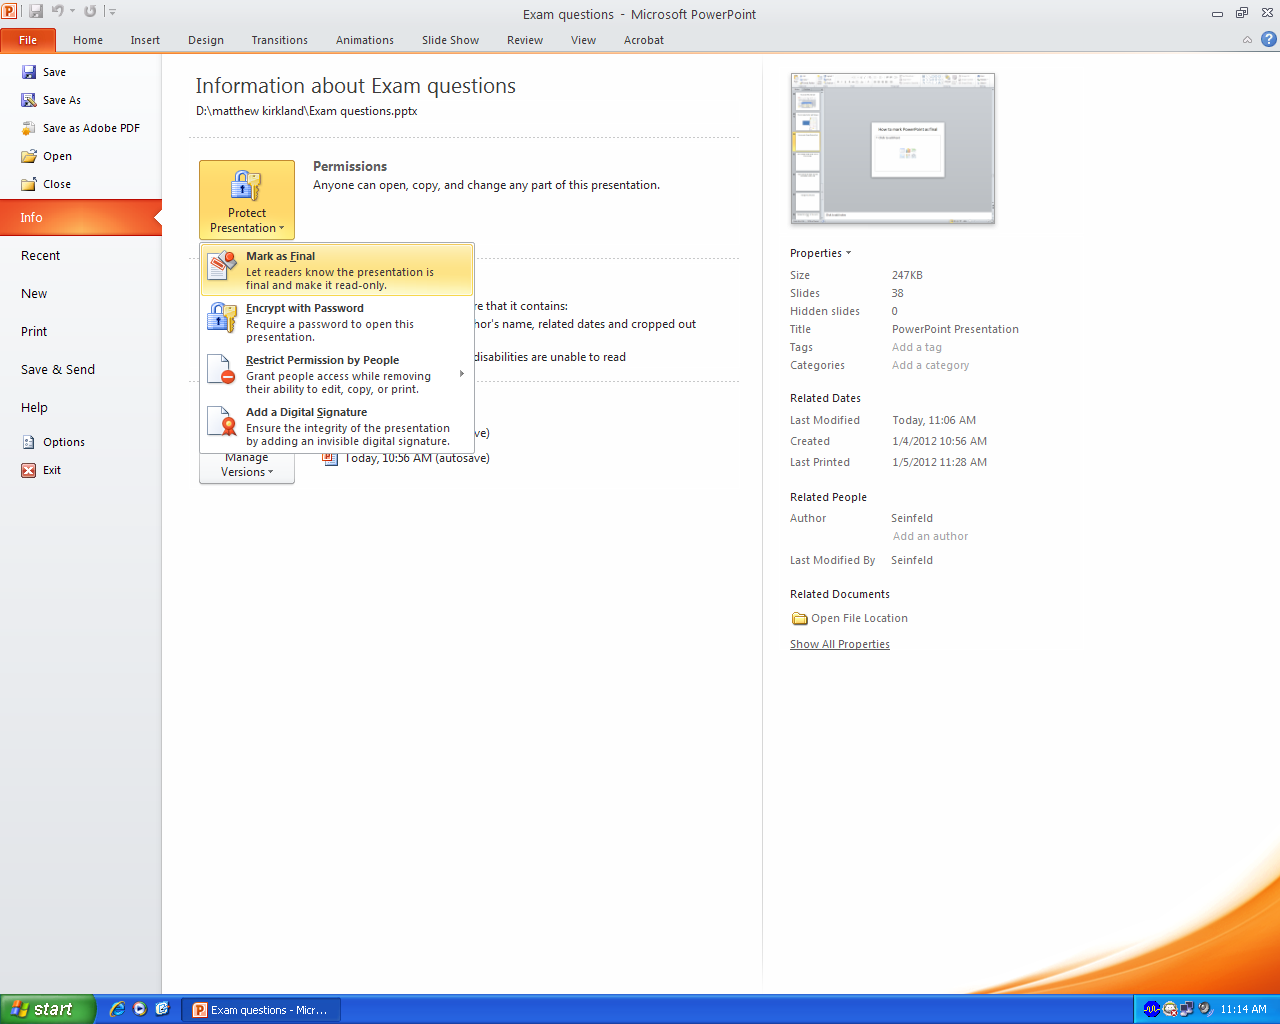 Exam questions - Microsoft PowerPoint
File Home Insert Design Transitions Animations Slide Show Review View Acrobat
Save
Save As
Save as Adobe PDF
Open
Close
Info
Recent
New
Print
Save & Send
Help
Options
Exit
Information about Exam questions
D:\matthew kirkland\Exam questions.pptx
Protect
Presentation
Permissions
Anyone can open, copy, and change any part of this presentation.
Mark as Final
Let readers know the presentation is
final and make it read-only.
Encrypt with Password
Require a password to open this
presentation.
Restrict Permission by People
Grant people access while removing
their ability to edit, copy, or print.
Add a Digital Signature
Ensure the integrity of the presentation
by adding an invisible digital signature.
that it contains:
name, related dates and cropped out
disabilities are unable to read
Manage
Versions
Today, 10:56 AM (autosave)
How to mark PowerPoint as final
Properties
Size 247KB
Slides 38
Hidden slides 0
Title PowerPoint Presentation
Tags Add a tag
Categories Add a category
Related Dates
Last Modified Today, 11:06 AM
Created 1/4/2012 10:56 AM
Last Printed 1/5/2012 11:28 AM
Related People
Author Seinfeld
Add an author
Last Modified By Seinfeld
Related Documents
Open File Location
Show All Properties
start
Exam questions - Micr...
11:14 AM